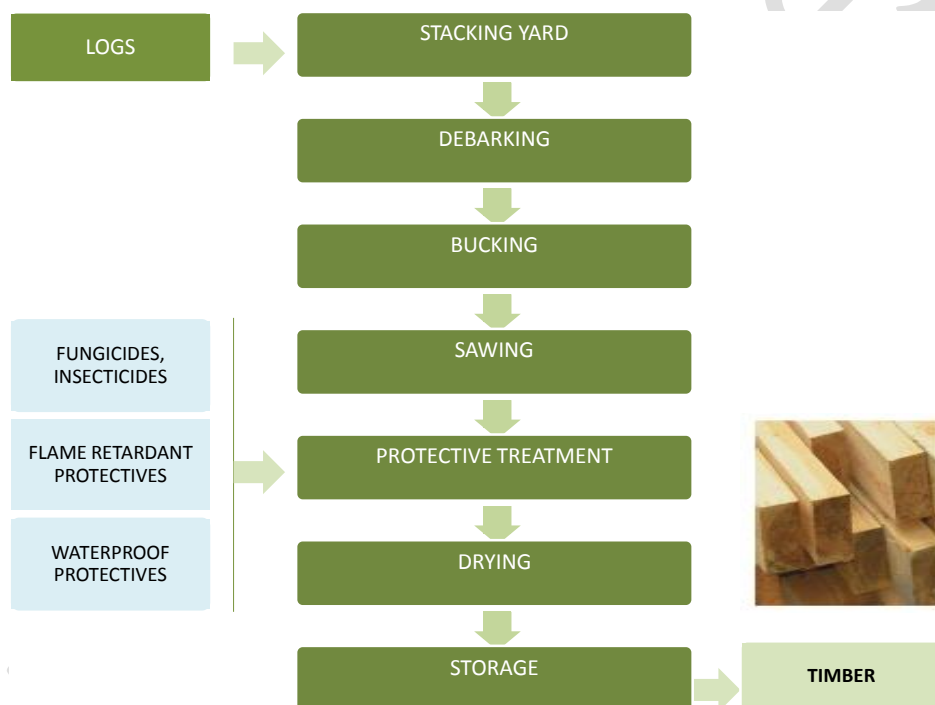 LOGS
STACKING YARD
DEBARKING
BUCKING
SAWING
FUNGICIDES,
INSECTICIDES
FLAME RETARDANT
PROTECTIVES
WATERPROOF
PROTECTIVES
PROTECTIVE TREATMENT
DRYING
STORAGE
TIMBER